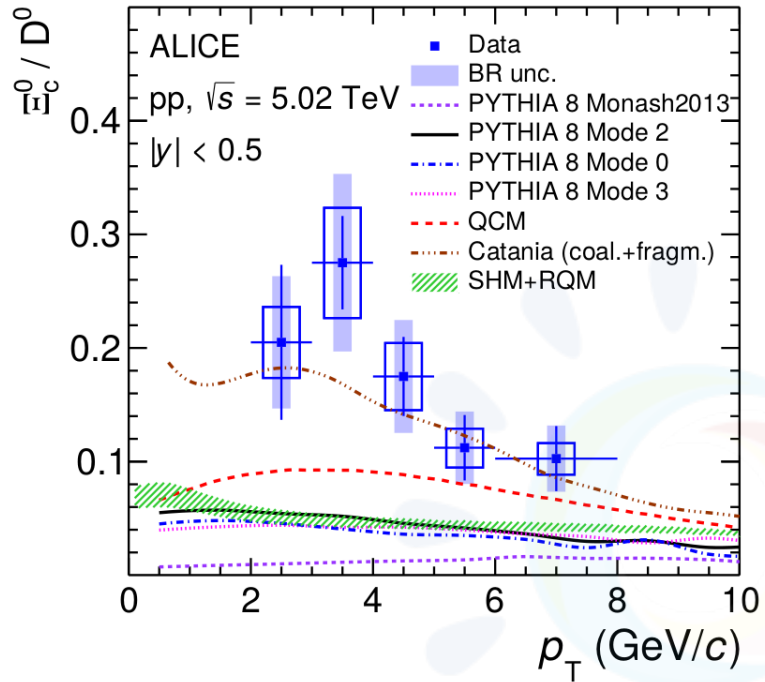 Ξ⁰c / D⁰
ALICE
pp, √s = 5.02 TeV
|y| < 0.5
Data
BR unc.
PYTHIA 8 Monash2013
PYTHIA 8 Mode 2
PYTHIA 8 Mode 0
PYTHIA 8 Mode 3
QCM
Catania (coal.+fragm.)
SHM+RQM
0.4
0.3
0.2
0.1
0 2 4 6 8 10
pT (GeV/c)